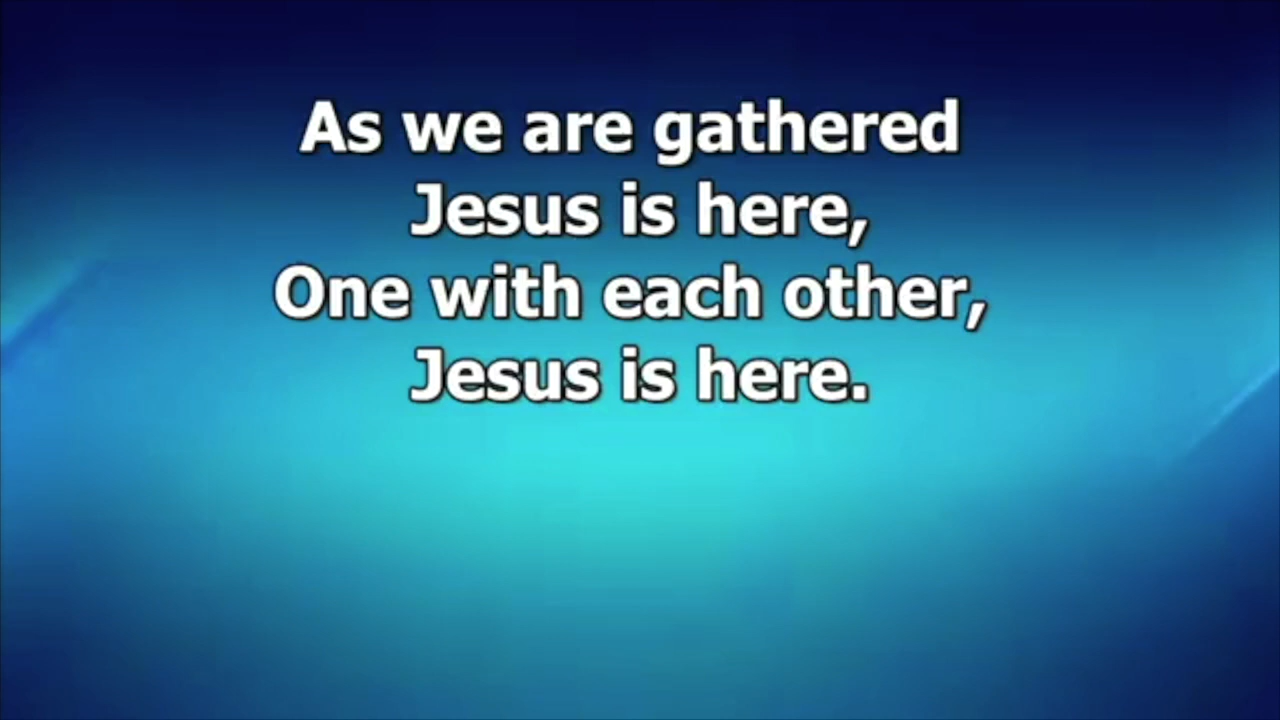 As we are gathered
Jesus is here,
One with each other,
Jesus is here.